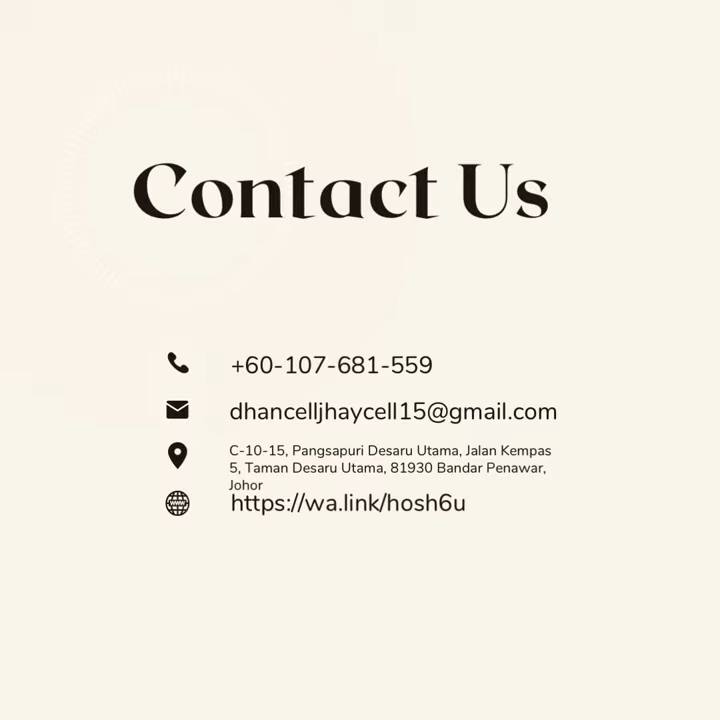 Contact Us
+60-107-681-559
dhancelljhaycell15@gmail.com
C-10-15, Pangsapuri Desaru Utama, Jalan Kempas
5, Taman Desaru Utama, 81930 Bandar Penawar,
Johor
https://wa.link/hosh6u